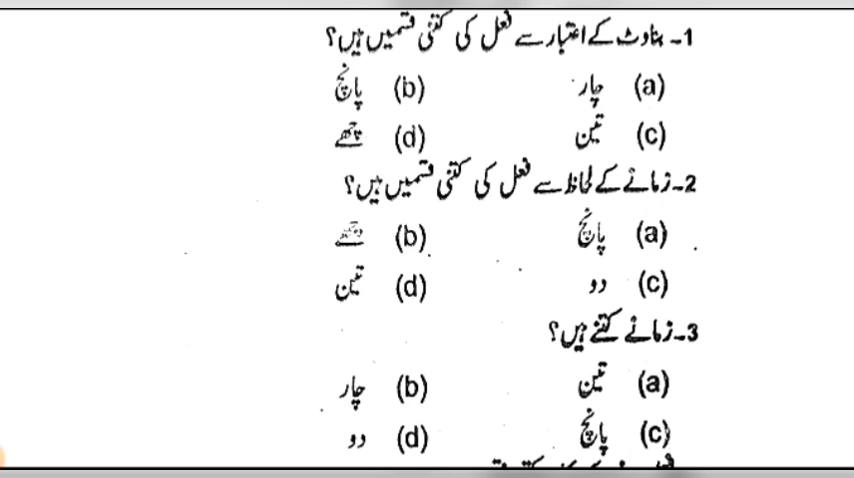 1۔ بناوٹ کے اعتبار سے فعل کی کتنی قسمیں ہیں؟
(a) چار (b) پانچ
(c) تین (d) چھے
2۔ زمانے کے لحاظ سے فعل کی کتنی قسمیں ہیں؟
(a) پانچ (b) چھے
(c) دو (d) تین
3۔ زمانے کتنے ہیں؟
(a) تین (b) چار
(c) پانچ (d) دو